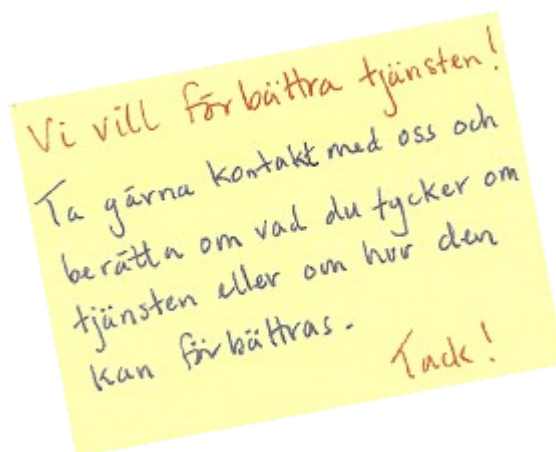 Vi vill förbättra tjänsten!
Ta gärna kontakt med oss och
berätta om vad du tycker om
tjänsten eller om hur den
kan förbättras.
Tack!